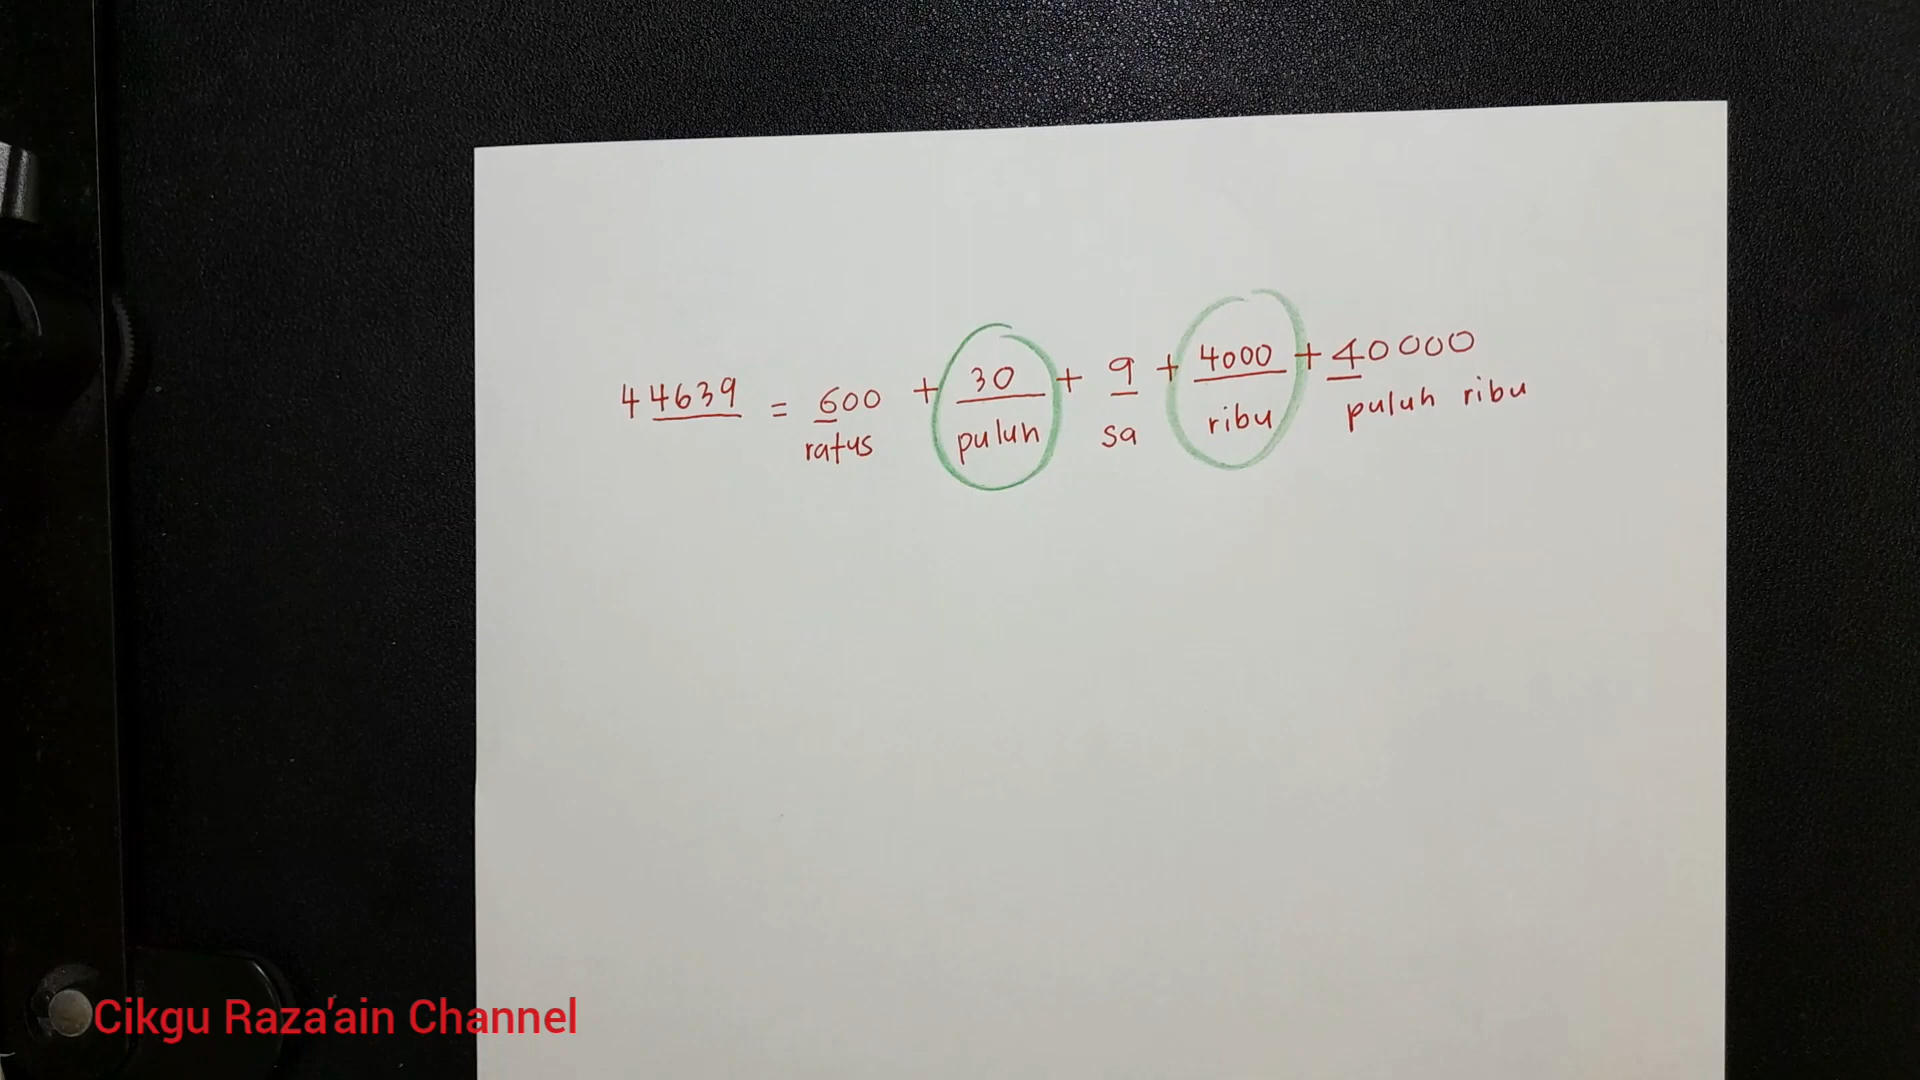 44639 = 600 + 30 + 9 + 4000 + 40000
ratus puluh sa ribu puluh ribu
Cikgu Raza'ain Channel